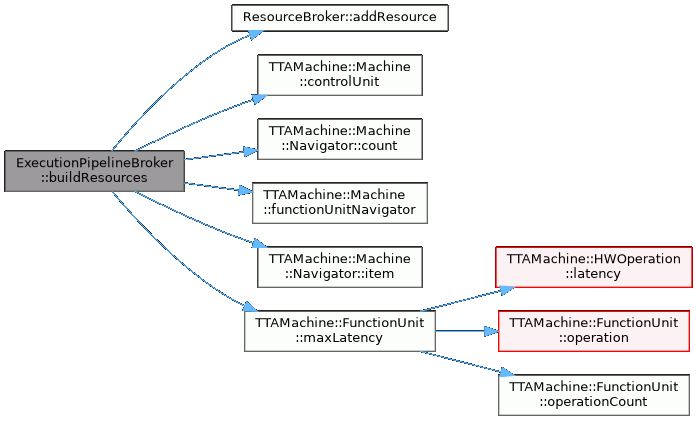 ResourceBroker::addResource
TTAMachine::Machine
::controlUnit
TTAMachine::Machine
::Navigator::count
ExecutionPipelineBroker
::buildResources
TTAMachine::Machine
::functionUnitNavigator
TTAMachine::Machine
::Navigator::item
TTAMachine::HWOperation
::latency
TTAMachine::FunctionUnit
::maxLatency
TTAMachine::FunctionUnit
::operation
TTAMachine::FunctionUnit
::operationCount